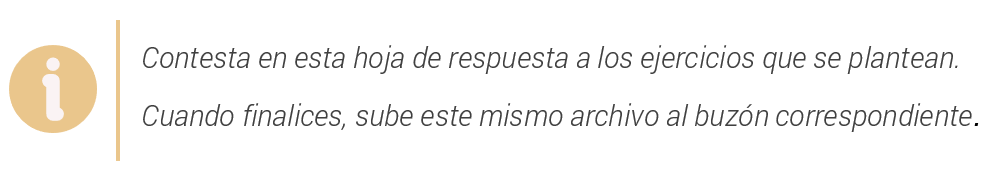 Contesta en esta hoja de respuesta a los ejercicios que se plantean.
Cuando finalices, sube este mismo archivo al buzón correspondiente.